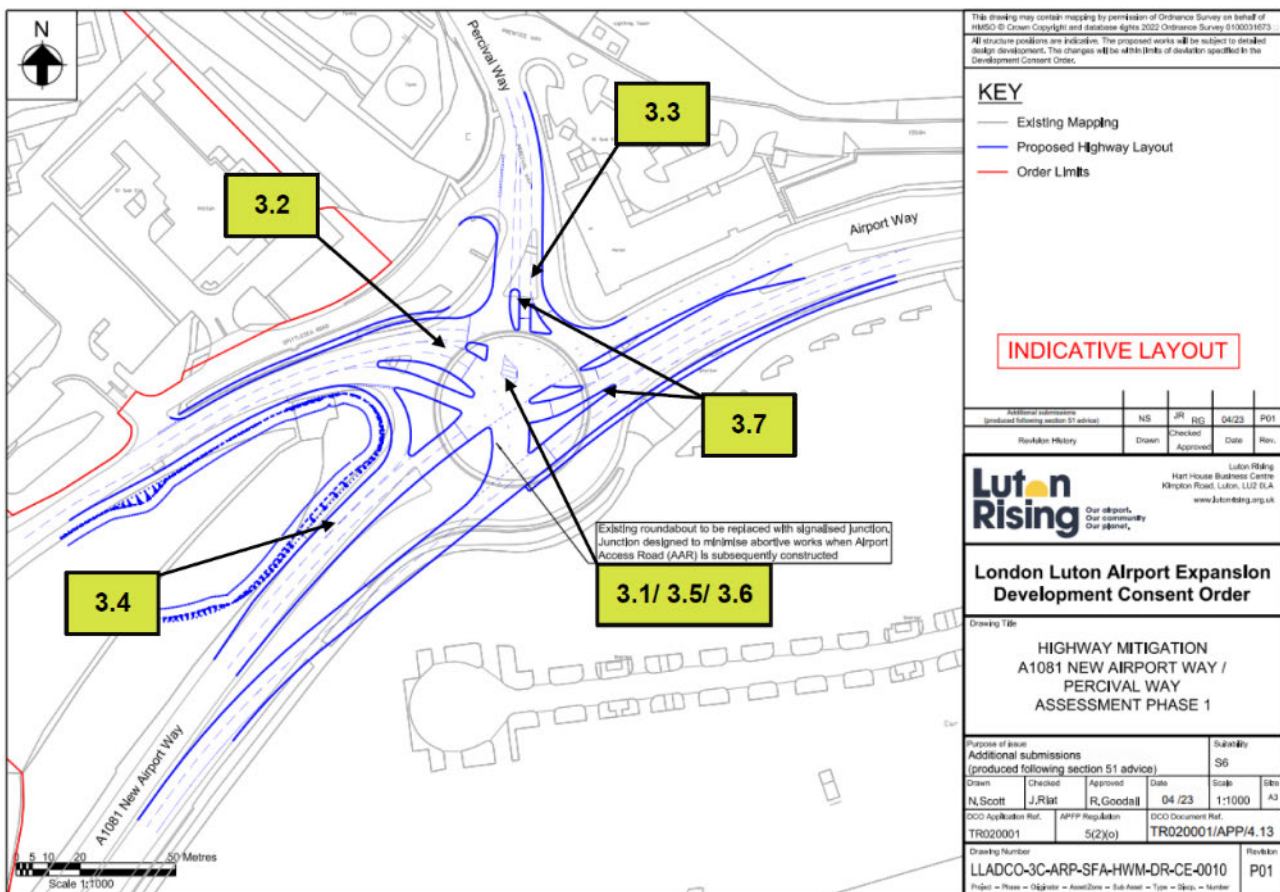 N
Percival Way
PRENTICE WAY
3.3
3.2
Airport Way
SPITTLESEA ROAD
3.7
Existing roundabout to be replaced with signalised junction,
Junction designed to minimise abortive works when Airport
Access Road (AAR) is subsequently constructed
3.4
3.1/ 3.5/ 3.6
A1081 New Airport Way
0 5 10 20 50 Metres
Scale 1:1000
This drawing may contain mapping by permission of Ordnance Survey on behalf of
HMSO © Crown Copyright and database rights 2022 Ordnance Survey 0100031673
All structure positions are indicative. The proposed works will be subject to detailed
design development. The changes will be within limits of deviation specified in the
Development Consent Order.
KEY
Existing Mapping
Proposed Highway Layout
Order Limits
INDICATIVE LAYOUT
Additional submissions
(produced following section 51 advice)
NS
JR
RG
04/23
P01
Revision History
Drawn
Checked
Approved
Date
Rev.
Luton
Rising
Our airport.
Our community
Our planet.
Luton Rising
Hart House Business Centre
Kimpton Road, Luton, LU2 0LA
www.lutonrising.org.uk
London Luton Airport Expansion
Development Consent Order
Drawing Title
HIGHWAY MITIGATION
A1081 NEW AIRPORT WAY /
PERCIVAL WAY
ASSESSMENT PHASE 1
Purpose of issue
Additional submissions
(produced following section 51 advice)
Suitability
S6
Drawn
N.Scott
Checked
J.Riat
Approved
R.Goodall
Date
04 /23
Scale
1:1000
Size
A3
DCO Application Ref.
TR020001
APFP Regulation
5(2)(o)
DCO Document Ref.
TR020001/APP/4.13
Drawing Number
LLADCO-3C-ARP-SFA-HWM-DR-CE-0010
Project – Phase – Originator – Asset/Zone – Sub Asset – Type – Discp. – Number
Revision
P01